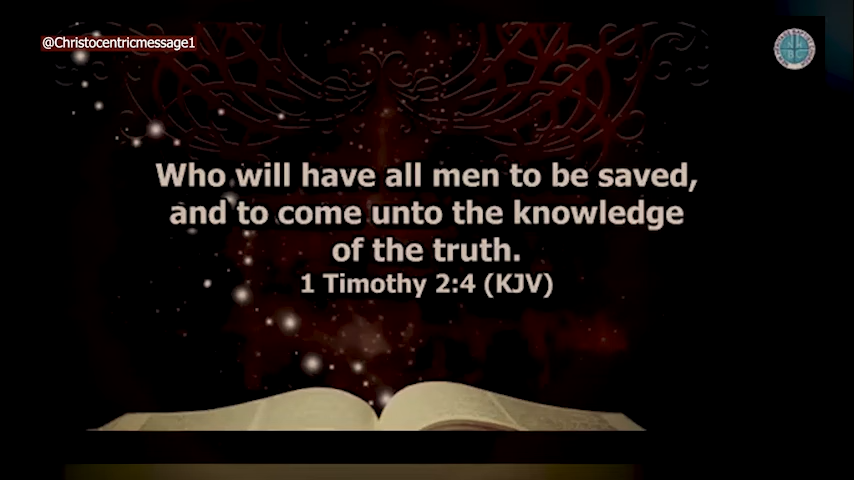 @Christocentricmessage1
Who will have all men to be saved,
and to come unto the knowledge
of the truth.
1 Timothy 2:4 (KJV)